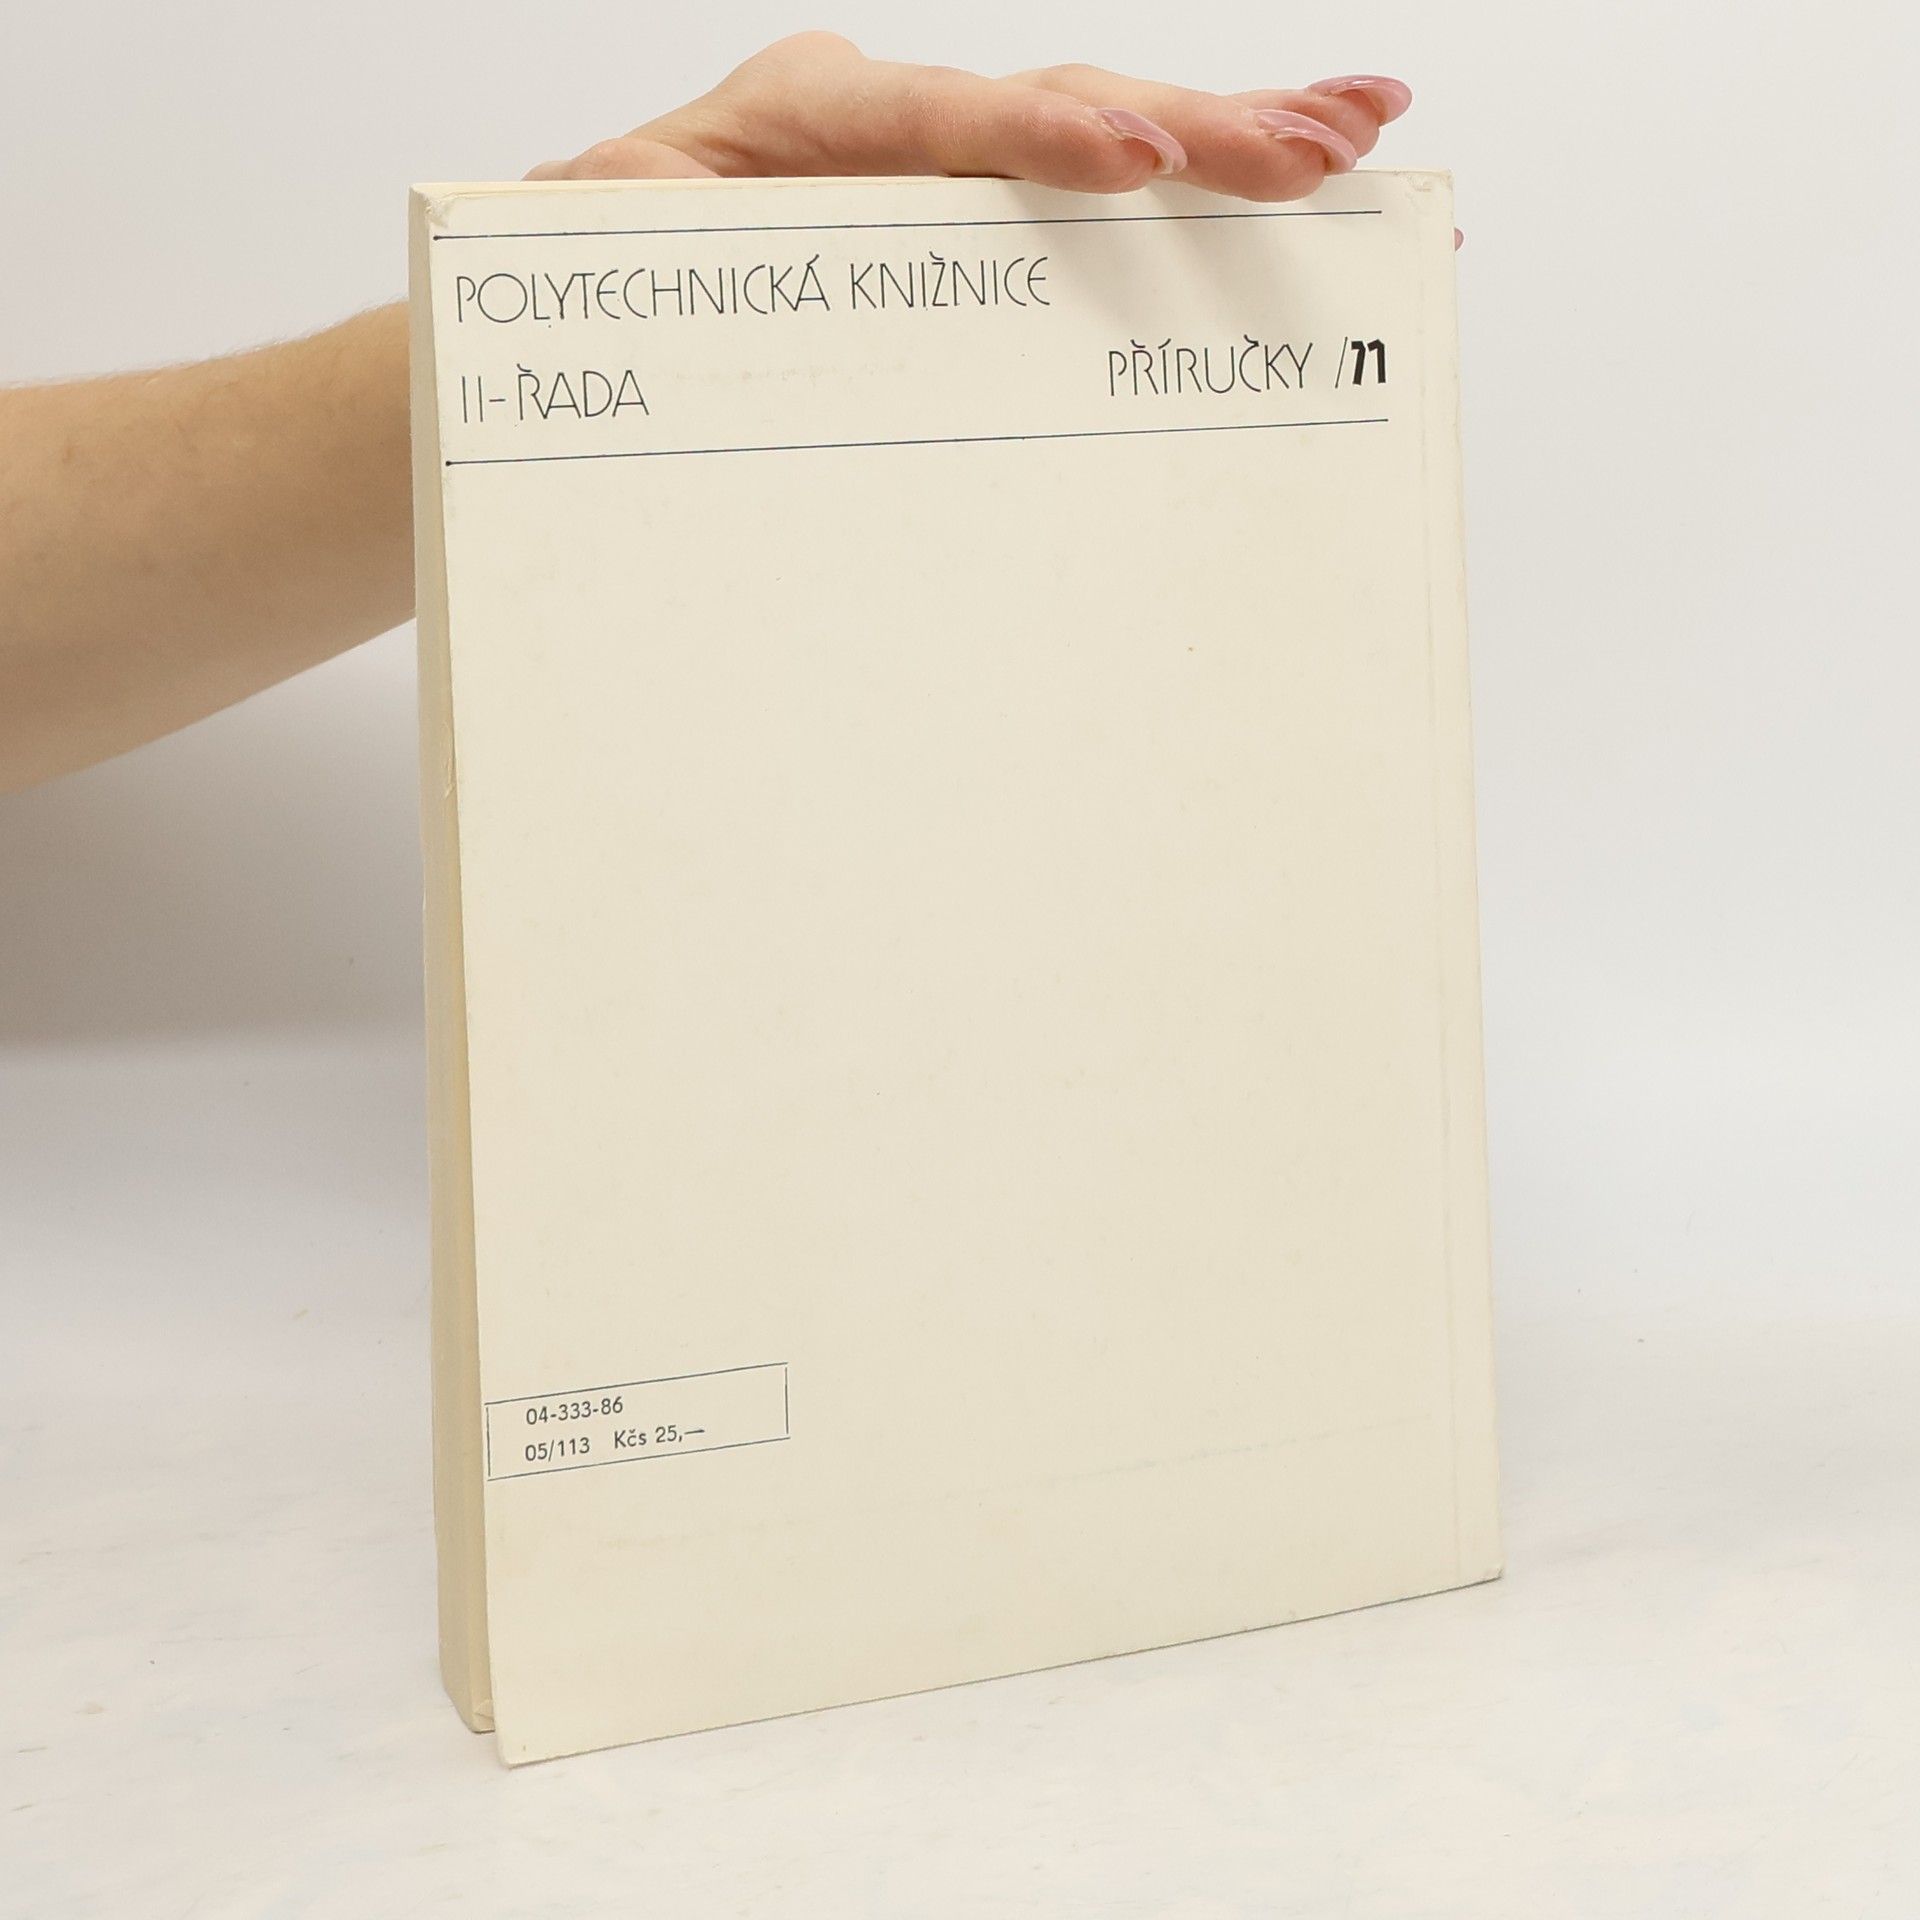 POLYTECHNICKÁ KNIŽNICE
II-ŘADA
PŘÍRUČKY /71
04-333-86
05/113 Kčs 25,—